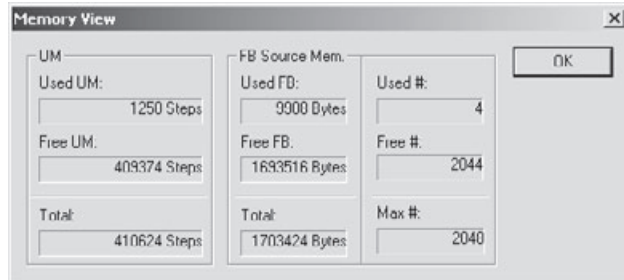 Memory View
UM
Used UM:
1250 Steps
Free UM:
409374 Steps
Total:
410624 Steps
FB Source Mem.
Used FB:
9900 Bytes
Free FB:
1693516 Bytes
Total:
1703424 Bytes
Used #:
4
Free #:
2044
Max #:
2040
OK